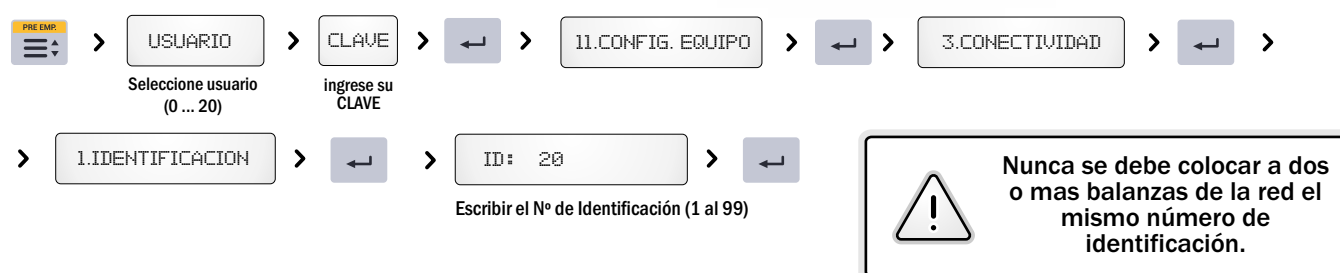 PRE EMP.
USUARIO
CLAVE
11.CONFIG. EQUIPO
3.CONECTIVIDAD
Seleccione usuario
(0 ... 20)
ingrese su
CLAVE
1.IDENTIFICACION
ID: 20
Escribir el Nº de Identificación (1 al 99)
Nunca se debe colocar a dos
o mas balanzas de la red el
mismo número de
identificación.